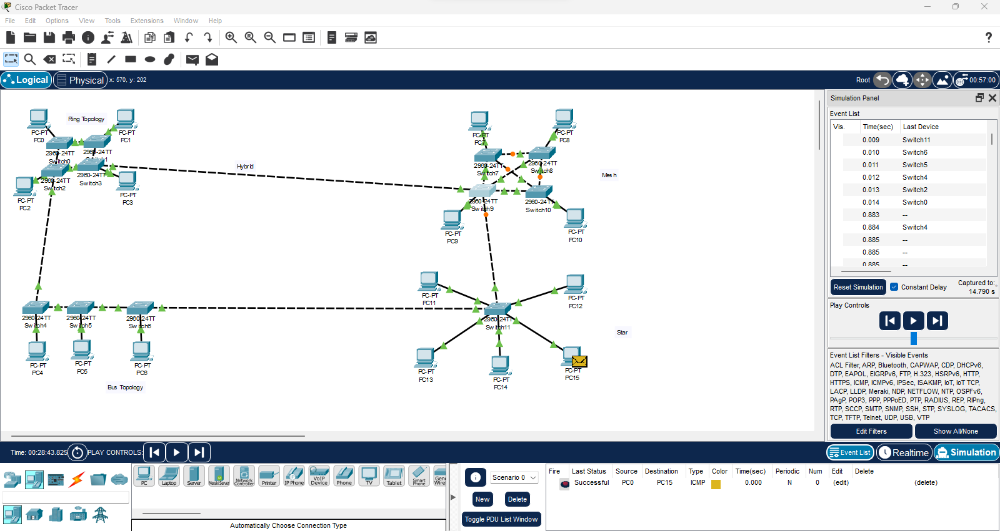 Cisco Packet Tracer
File Edit Options View Tools Extensions Window Help
Logical Physical x: 570, y: 202 Root 00:57:00
Simulation Panel
Event List
Vis. Time(sec) Last Device
0.009 Switch11
0.010 Switch6
0.011 Switch5
0.012 Switch4
0.013 Switch2
0.014 Switch0
0.883 --
0.884 Switch4
0.885 --
0.885 --
0.885 --
Reset Simulation Constant Delay Captured to:
14.790 s
Play Controls
Event List Filters - Visible Events
ACL Filter, ARP, Bluetooth, CAPWAP, CDP, DHCPv6,
DTP, EAPOL, EIGRPv6, FTP, H.323, HSRPv6, HTTP,
HTTPS, ICMP, ICMPv6, IPSec, ISAKMP, IoT, IoT TCP,
LACP, LLDP, Meraki, NDP, NETFLOW, NTP, OSPFv6,
PAgP, POP3, PPP, PPPoED, PTP, RADIUS, REP, RIPng,
RTP, SCCP, SMTP, SNMP, SSH, STP, SYSLOG, TACACS,
TCP, TFTP, Telnet, UDP, USB, VTP
Edit Filters Show All/None
Ring Topology
PC-PT
PC0
PC-PT
PC1
2960-24TT
Switch0
2960-24TT
Switch1
2960-24TT
Switch2
2960-24TT
Switch3
PC-PT
PC2
PC-PT
PC3
Hybrid
PC-PT
PC7
PC-PT
PC8
2960-24TT
Switch7
2960-24TT
Switch8
Mesh
2960-24TT
Switch9
2960-24TT
Switch10
PC-PT
PC9
PC-PT
PC10
PC-PT
PC11
PC-PT
PC12
2960-24TT
Switch4
2960-24TT
Switch5
2960-24TT
Switch6
2960-24TT
Switch11
Star
PC-PT
PC4
PC-PT
PC5
PC-PT
PC6
PC-PT
PC13
PC-PT
PC14
PC-PT
PC15
Bus Topology
Time: 00:28:43.825 PLAY CONTROLS: Event List Realtime Simulation
PC Laptop Server Meraki Server Network Controller Printer IP Phone VoIP Device Phone TV Tablet Smart Phone
Automatically Choose Connection Type
Scenario 0
New Delete
Toggle PDU List Window
Fire Last Status Source Destination Type Color Time(sec) Periodic Num Edit Delete
Successful PC0 PC15 ICMP 0.000 N 0 (edit) (delete)